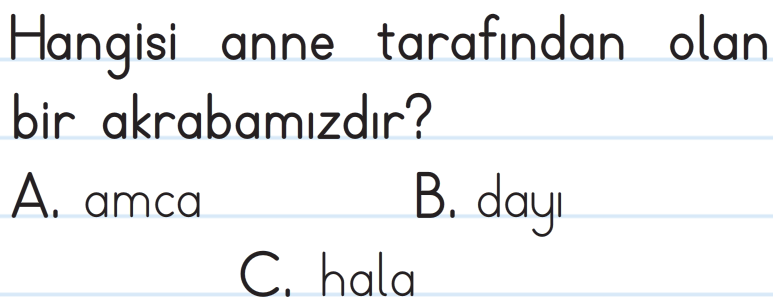 Hangisi anne tarafından olan
bir akrabamızdır?
A. amca B. dayı
C. hala